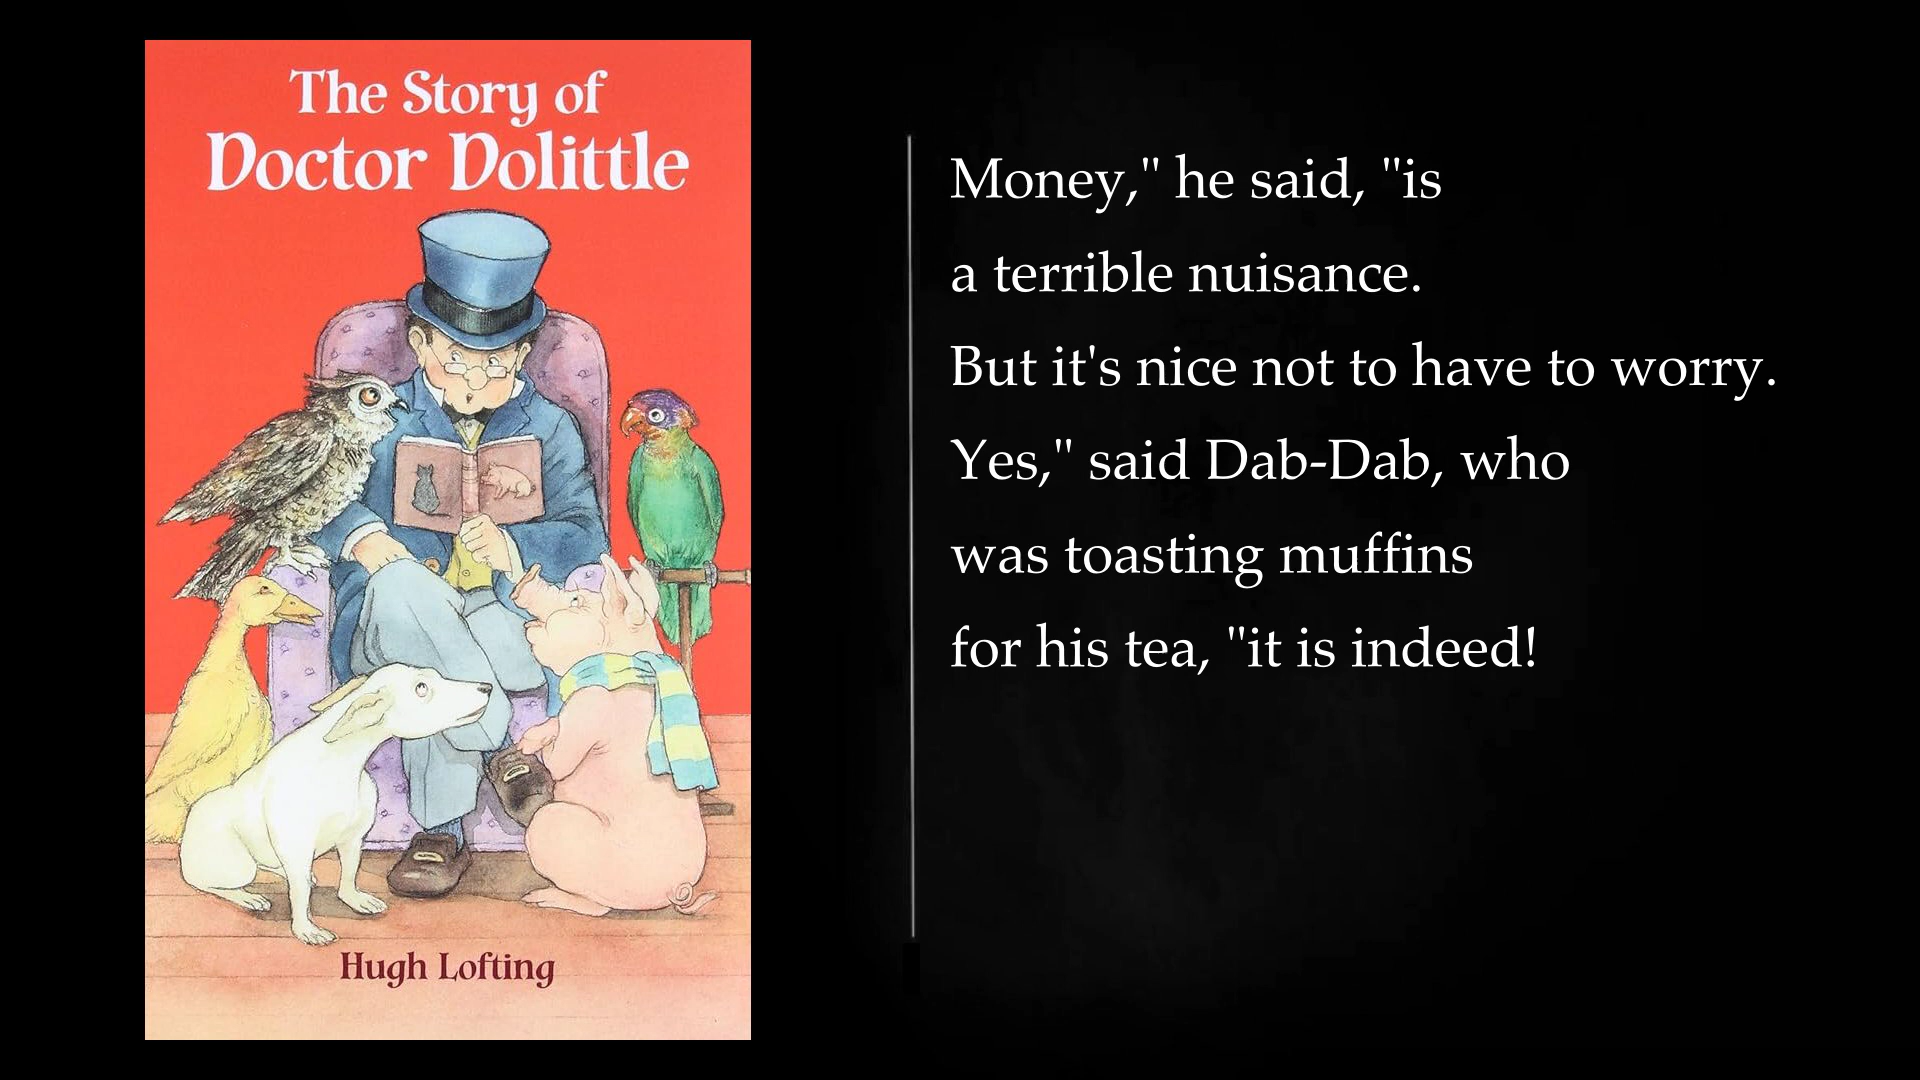 The Story of
Doctor Dolittle
Hugh Lofting
Money," he said, "is
a terrible nuisance.
But it's nice not to have to worry.
Yes," said Dab-Dab, who
was toasting muffins
for his tea, "it is indeed!